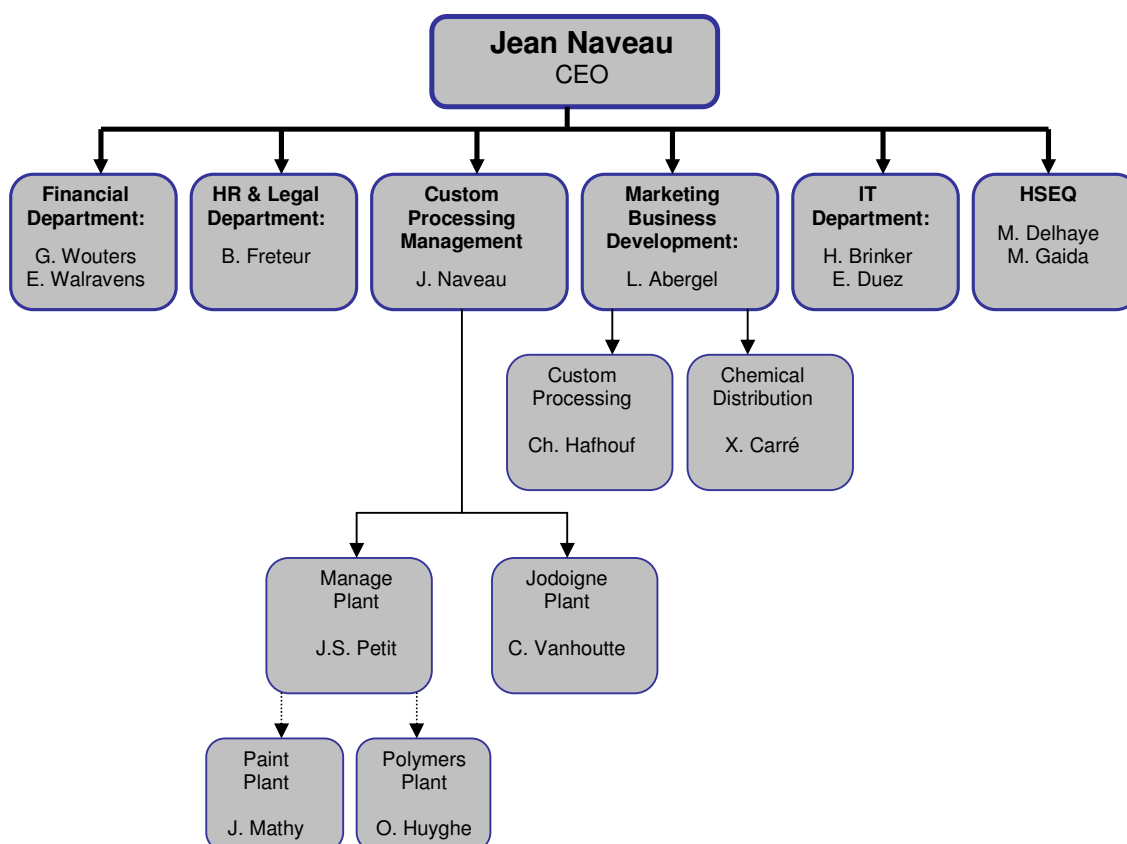 Jean Naveau
CEO
Financial
Department:
G. Wouters
E. Walravens
HR & Legal
Department:
B. Freteur
Custom
Processing
Management
J. Naveau
Marketing
Business
Development:
L. Abergel
IT
Department:
H. Brinker
E. Duez
HSEQ
M. Delhaye
M. Gaida
Custom
Processing
Ch. Hafhouf
Chemical
Distribution
X. Carré
Manage
Plant
J.S. Petit
Jodoigne
Plant
C. Vanhoutte
Paint
Plant
J. Mathy
Polymers
Plant
O. Huyghe